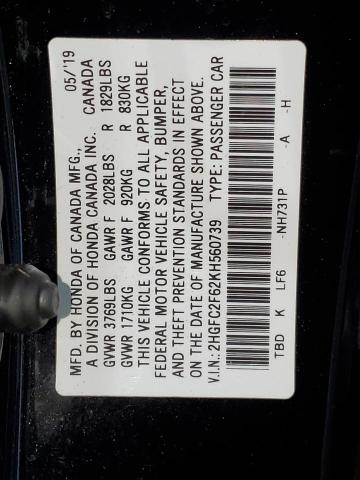 MFD. BY HONDA OF CANADA MFG., 05/'19
A DIVISION OF HONDA CANADA INC. CANADA
GVWR 3769LBS GAWR F 2028LBS R 1829LBS
GVWR 1710KG GAWR F 920KG R 830KG
THIS VEHICLE CONFORMS TO ALL APPLICABLE
FEDERAL MOTOR VEHICLE SAFETY, BUMPER,
AND THEFT PREVENTION STANDARDS IN EFFECT
ON THE DATE OF MANUFACTURE SHOWN ABOVE.
V.I.N.: 2HGFC2F62KH560739 TYPE: PASSENGER CAR
TBD K LF6 -NH731P -A -H